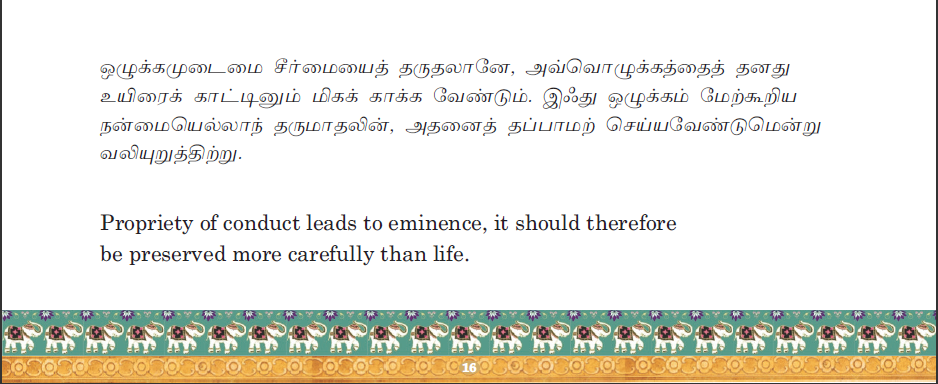 ஒழுக்கமுடைமை சீர்மையைத் தருதலானே, அவ்வொழுக்கத்தைத் தனது
உயிரைக் காட்டினும் மிகக் காக்க வேண்டும். இஃது ஒழுக்கம் மேற்கூறிய
நன்மையெல்லாந் தருமாதலின், அதனைத் தப்பாமற் செய்யவேண்டுமென்று
வலியுறுத்திற்று.
Propriety of conduct leads to eminence, it should therefore
be preserved more carefully than life.
16